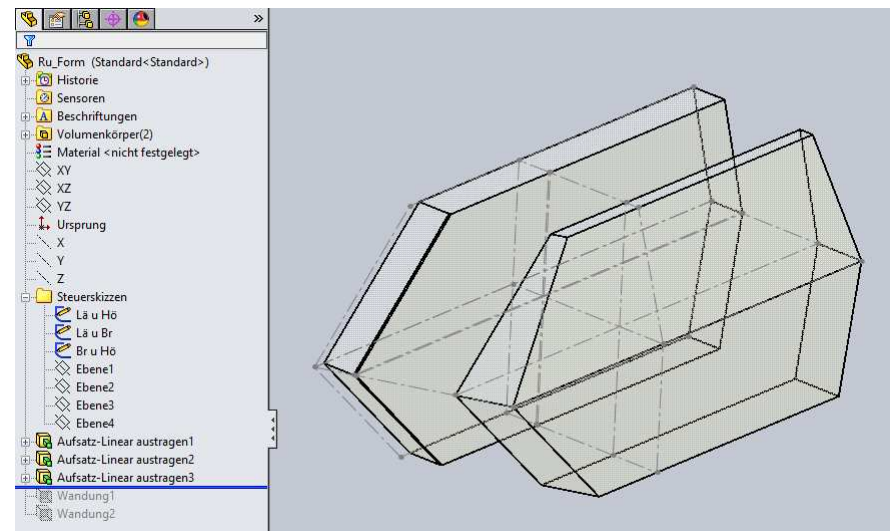 »
Ru_Form (Standard<Standard>)
Historie
Sensoren
Beschriftungen
Volumenkörper(2)
Material <nicht festgelegt>
XY
XZ
YZ
Ursprung
X
Y
Z
Steuerskizzen
Lä u Hö
Lä u Br
Br u Hö
Ebene1
Ebene2
Ebene3
Ebene4
Aufsatz-Linear austragen1
Aufsatz-Linear austragen2
Aufsatz-Linear austragen3
Wandung1
Wandung2